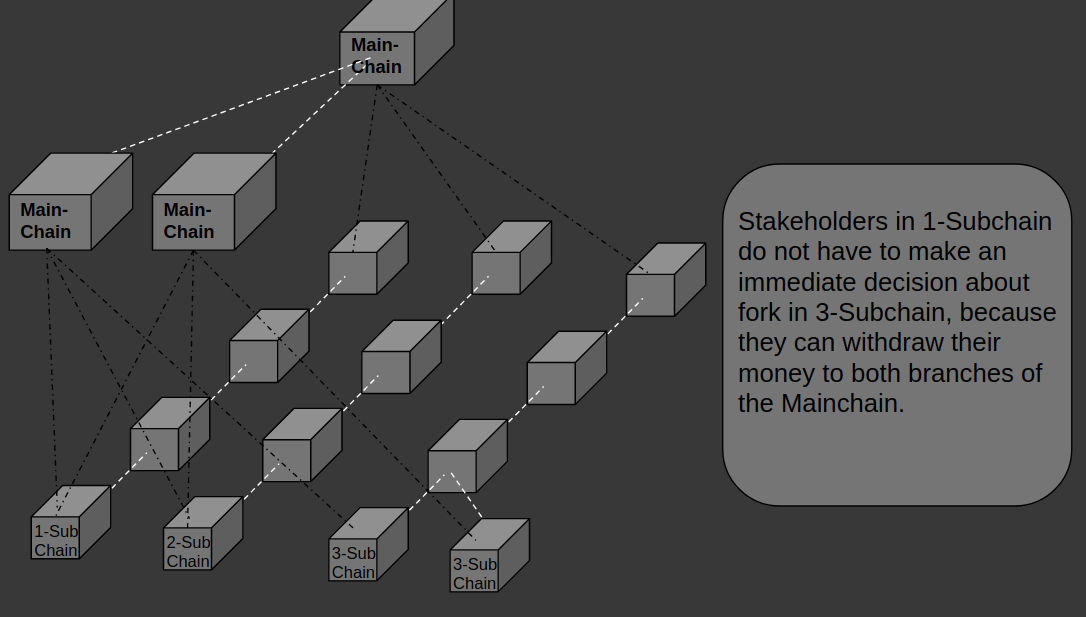 Main-
Chain
Main-
Chain
Main-
Chain
Stakeholders in 1-Subchain
do not have to make an
immediate decision about
fork in 3-Subchain, because
they can withdraw their
money to both branches of
the Mainchain.
1-Sub
Chain
2-Sub
Chain
3-Sub
Chain
3-Sub
Chain